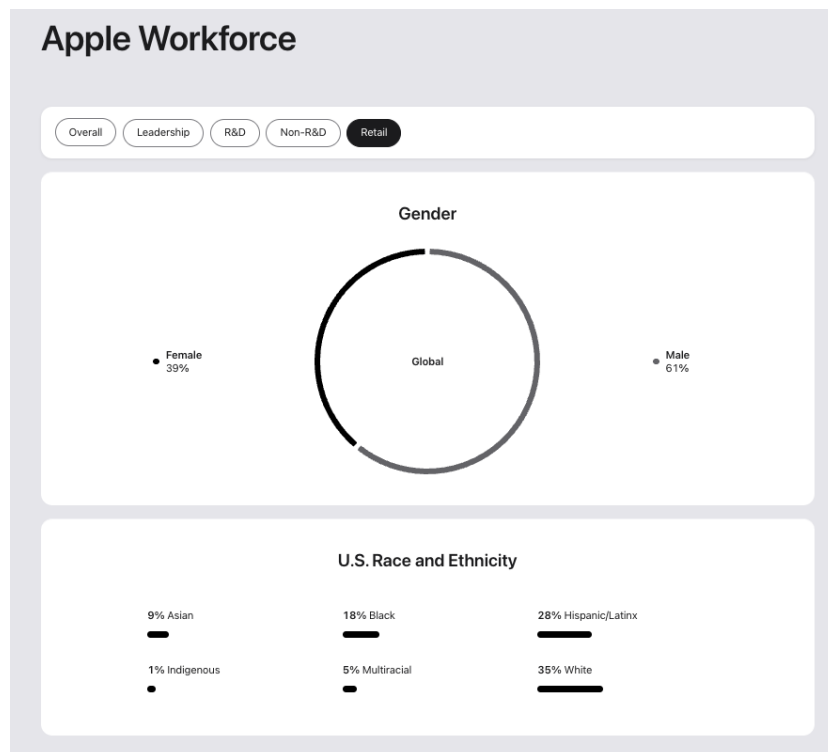 Apple Workforce
Overall Leadership R&D Non-R&D Retail
Gender
Female
39%
Global
Male
61%
U.S. Race and Ethnicity
9% Asian 18% Black 28% Hispanic/Latinx
1% Indigenous 5% Multiracial 35% White